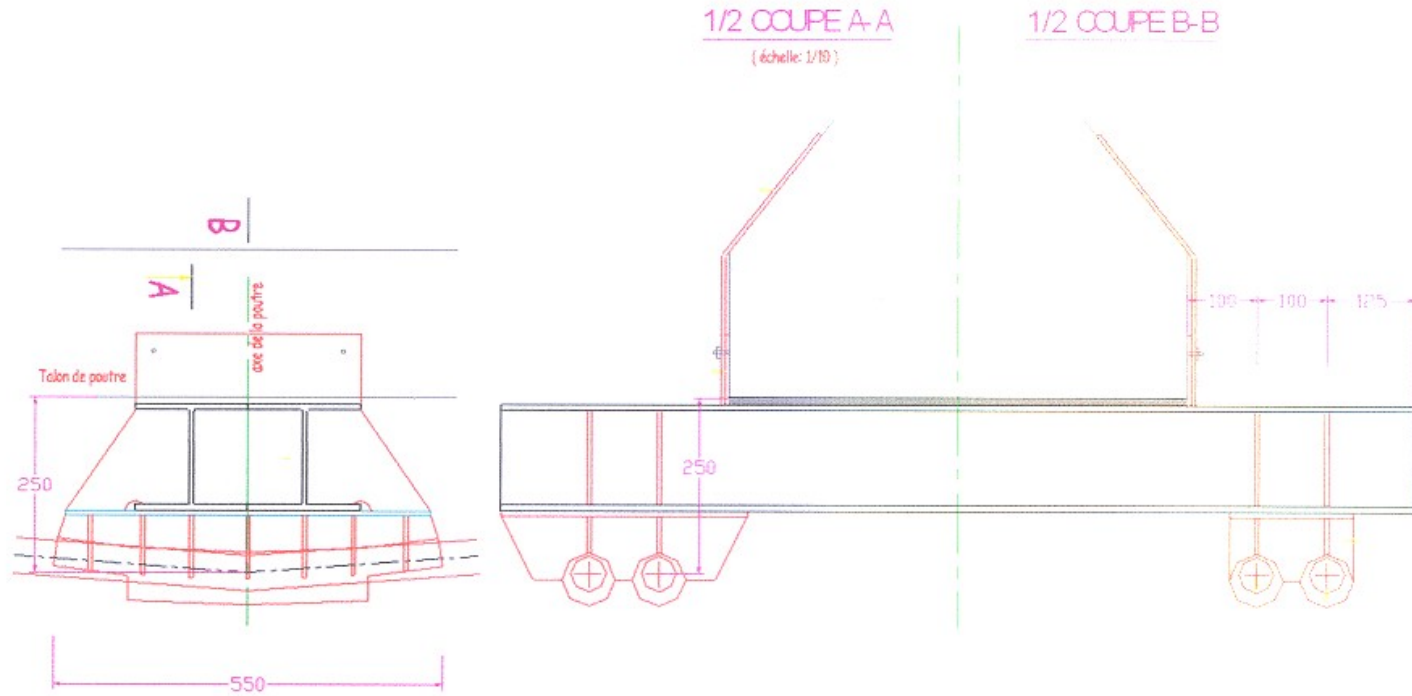 1/2 COUPE A-A
( échelle: 1/10 )
1/2 COUPE B-B
B
A
axe de la poutre
Talon de poutre
250
550
250
100
100